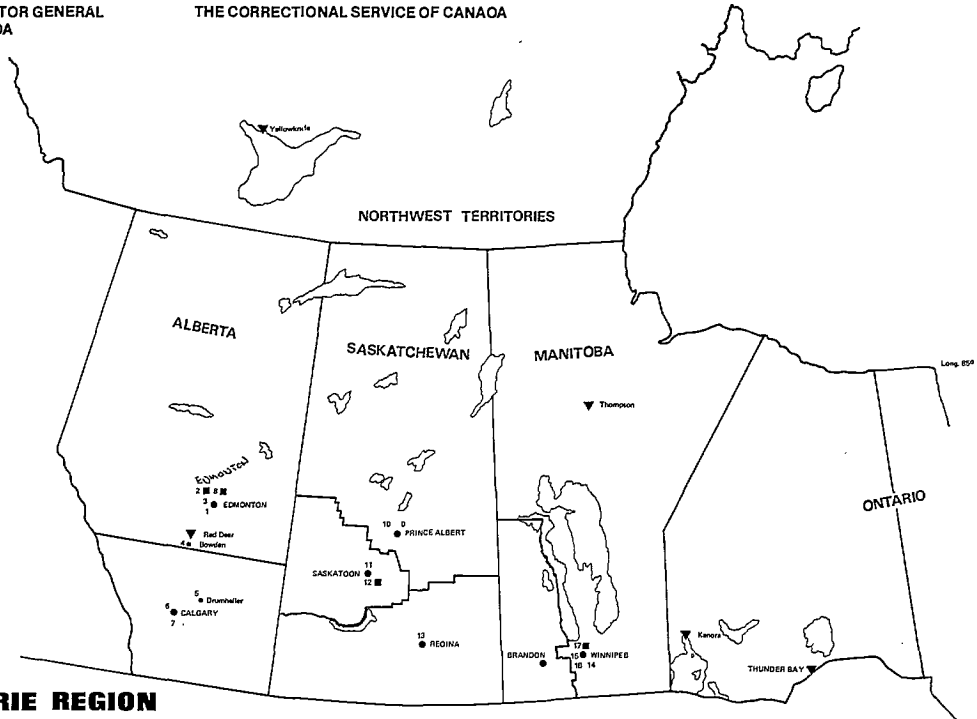 TOR GENERAL
DA
THE CORRECTIONAL SERVICE OF CANAOA
Yellowknife
NORTHWEST TERRITORIES
ALBERTA
SASKATCHEWAN
MANITOBA
Long. 85º
Thompson
EDMONTON
2 8
3
1
EDMONTON
ONTARIO
Red Deer
4 Bowden
10 9
PRINCE ALBERT
11
SASKATOON
12
5
Drumheller
6
CALGARY
7
13
REGINA
17
15 WINNIPEG
16 14
BRANDON
Kenora
THUNDER BAY
RIE REGION